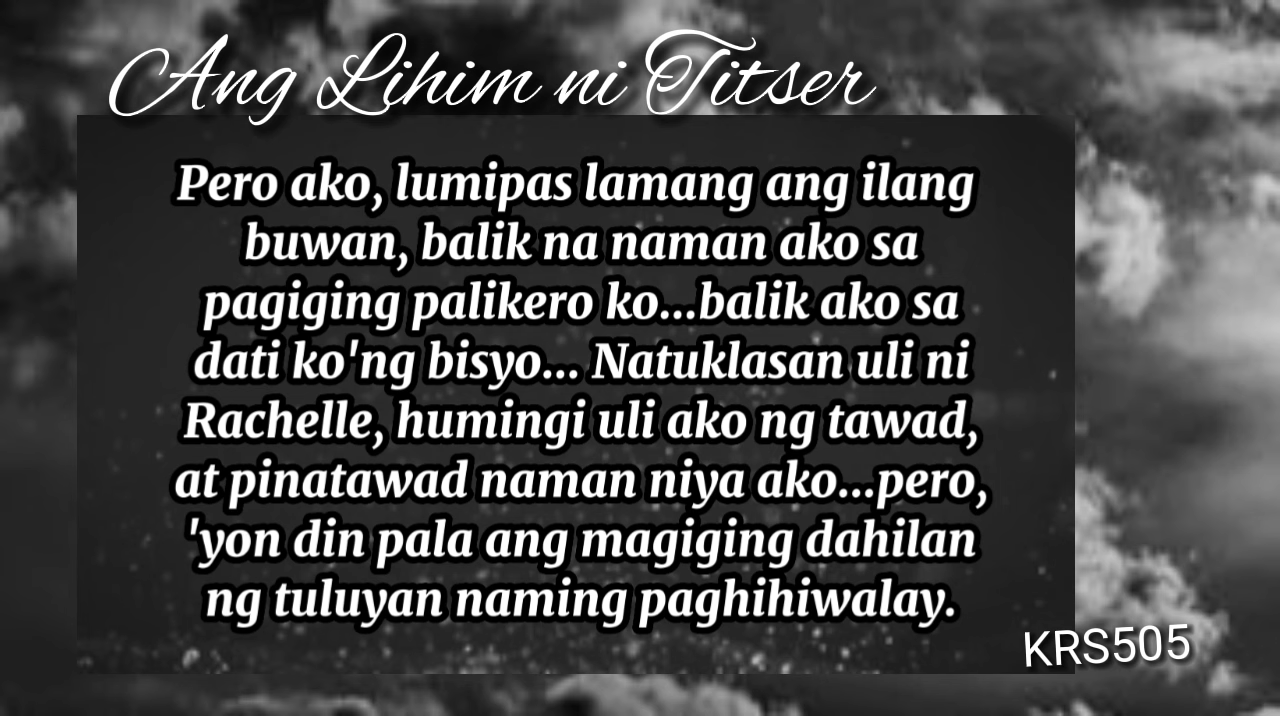 Ang Lihim ni Titser
Pero ako, lumipas lamang ang ilang
buwan, balik na naman ako sa
pagiging palikero ko...balik ako sa
dati ko'ng bisyo... Natuklasan uli ni
Rachelle, humingi uli ako ng tawad,
at pinatawad naman niya ako...pero,
'yon din pala ang magiging dahilan
ng tuluyan naming paghihiwalay.
KRS505